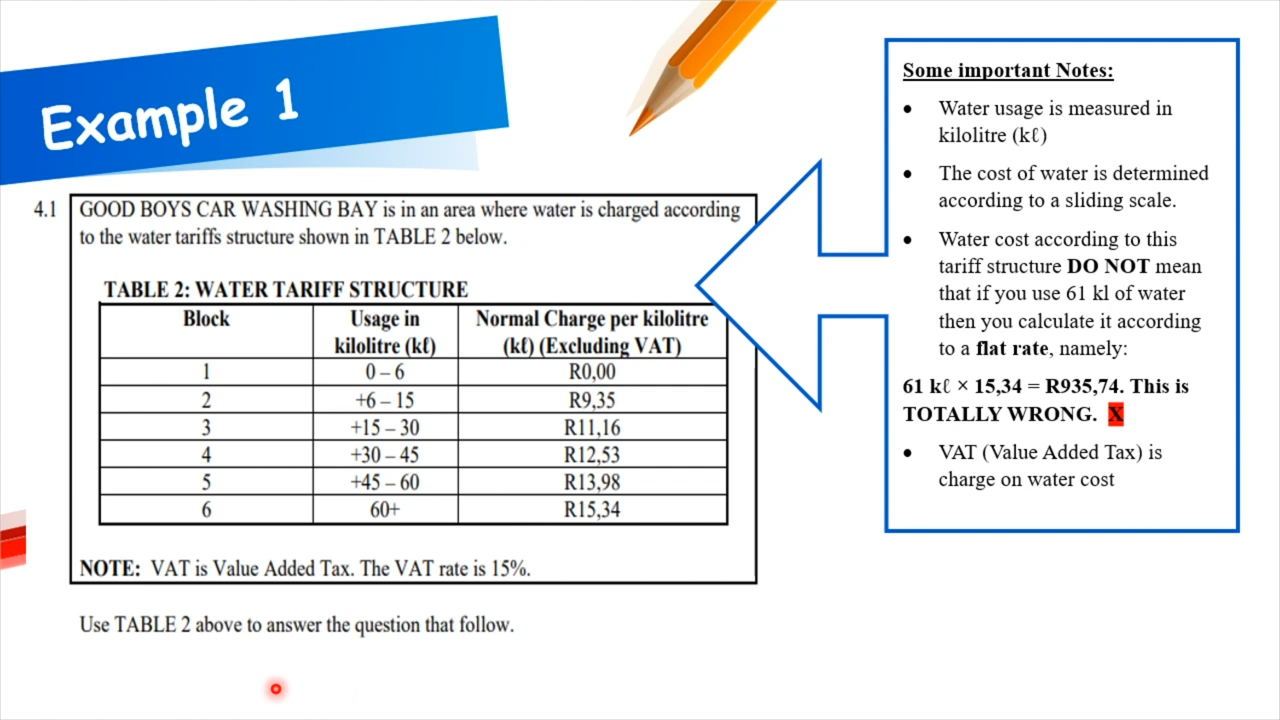 Example 1
4.1 GOOD BOYS CAR WASHING BAY is in an area where water is charged according
to the water tariffs structure shown in TABLE 2 below.
TABLE 2: WATER TARIFF STRUCTURE
Block Usage in kilolitre (kℓ) Normal Charge per kilolitre (kℓ) (Excluding VAT)
1 0 – 6 R0,00
2 +6 – 15 R9,35
3 +15 – 30 R11,16
4 +30 – 45 R12,53
5 +45 – 60 R13,98
6 60+ R15,34
NOTE: VAT is Value Added Tax. The VAT rate is 15%.
Use TABLE 2 above to answer the question that follow.
Some important Notes:
• Water usage is measured in
kilolitre (kℓ)
• The cost of water is determined
according to a sliding scale.
• Water cost according to this
tariff structure DO NOT mean
that if you use 61 kl of water
then you calculate it according
to a flat rate, namely:
61 kℓ × 15,34 = R935,74. This is
TOTALLY WRONG. X
• VAT (Value Added Tax) is
charge on water cost